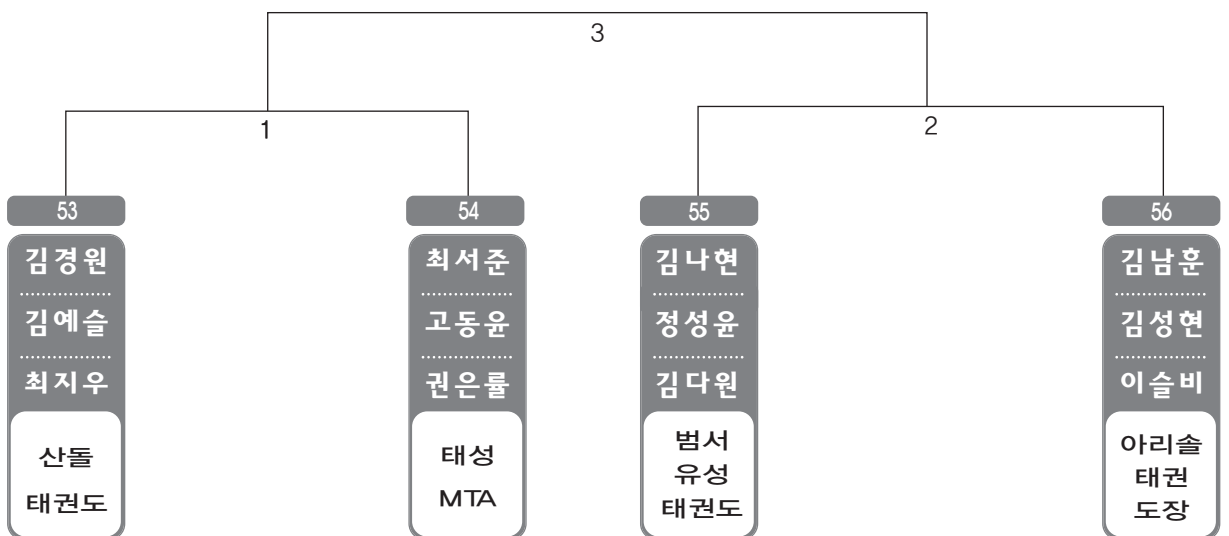 3
1
2
53
김경원
김예슬
최지우
산돌
태권도
54
최서준
고동윤
권은률
태성
MTA
55
김나현
정성윤
김다원
범서
유성
태권도
56
김남훈
김성현
이슬비
아리솔
태권
도장